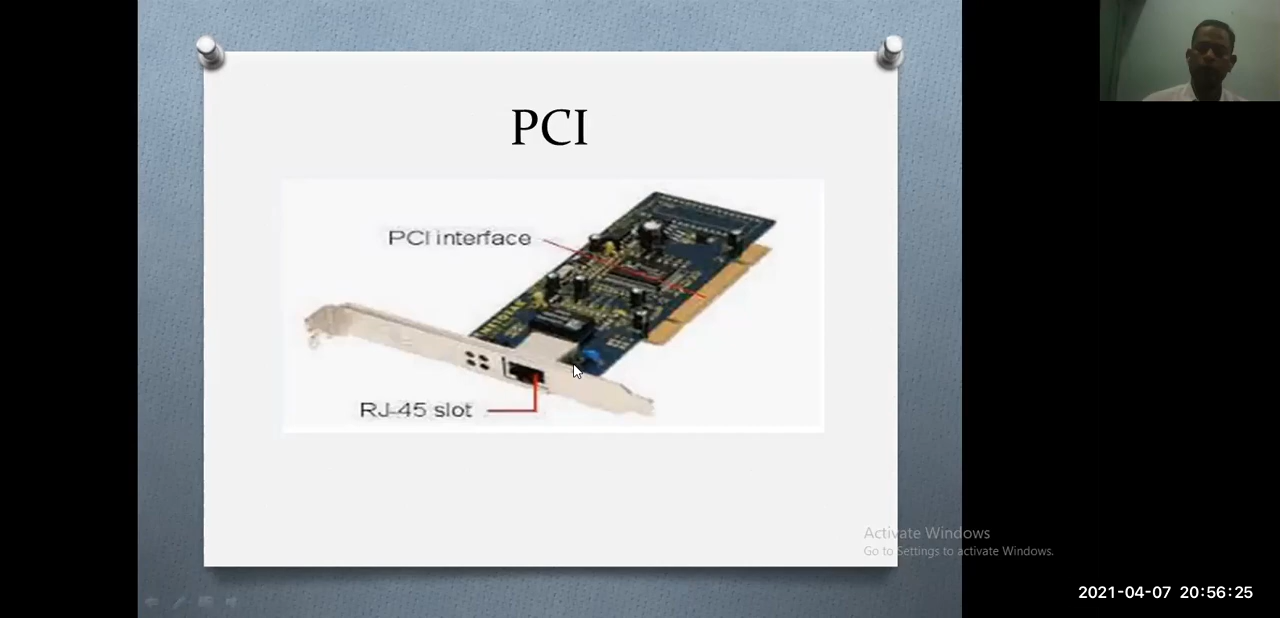 PCI
PCI interface
NETGEAR
RJ-45 slot
Activate Windows
Go to Settings to activate Windows.
2021-04-07 20:56:25